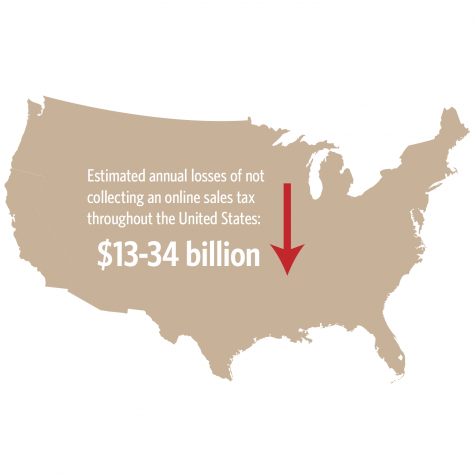 Estimated annual losses of not
collecting an online sales tax
throughout the United States:
$13-34 billion